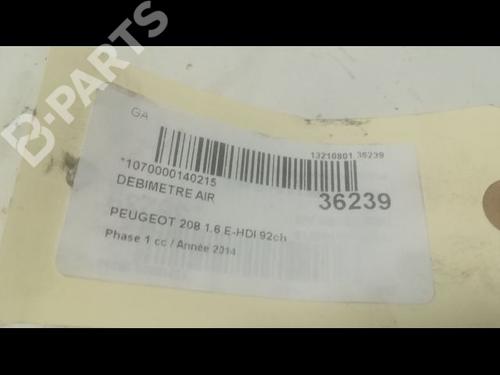 B-PARTS
GA
13210801 36239
*1070000140215
DEBIMETRE AIR
36239
PEUGEOT 208 1.6 E-HDI 92ch
Phase 1 cc / Année 2014